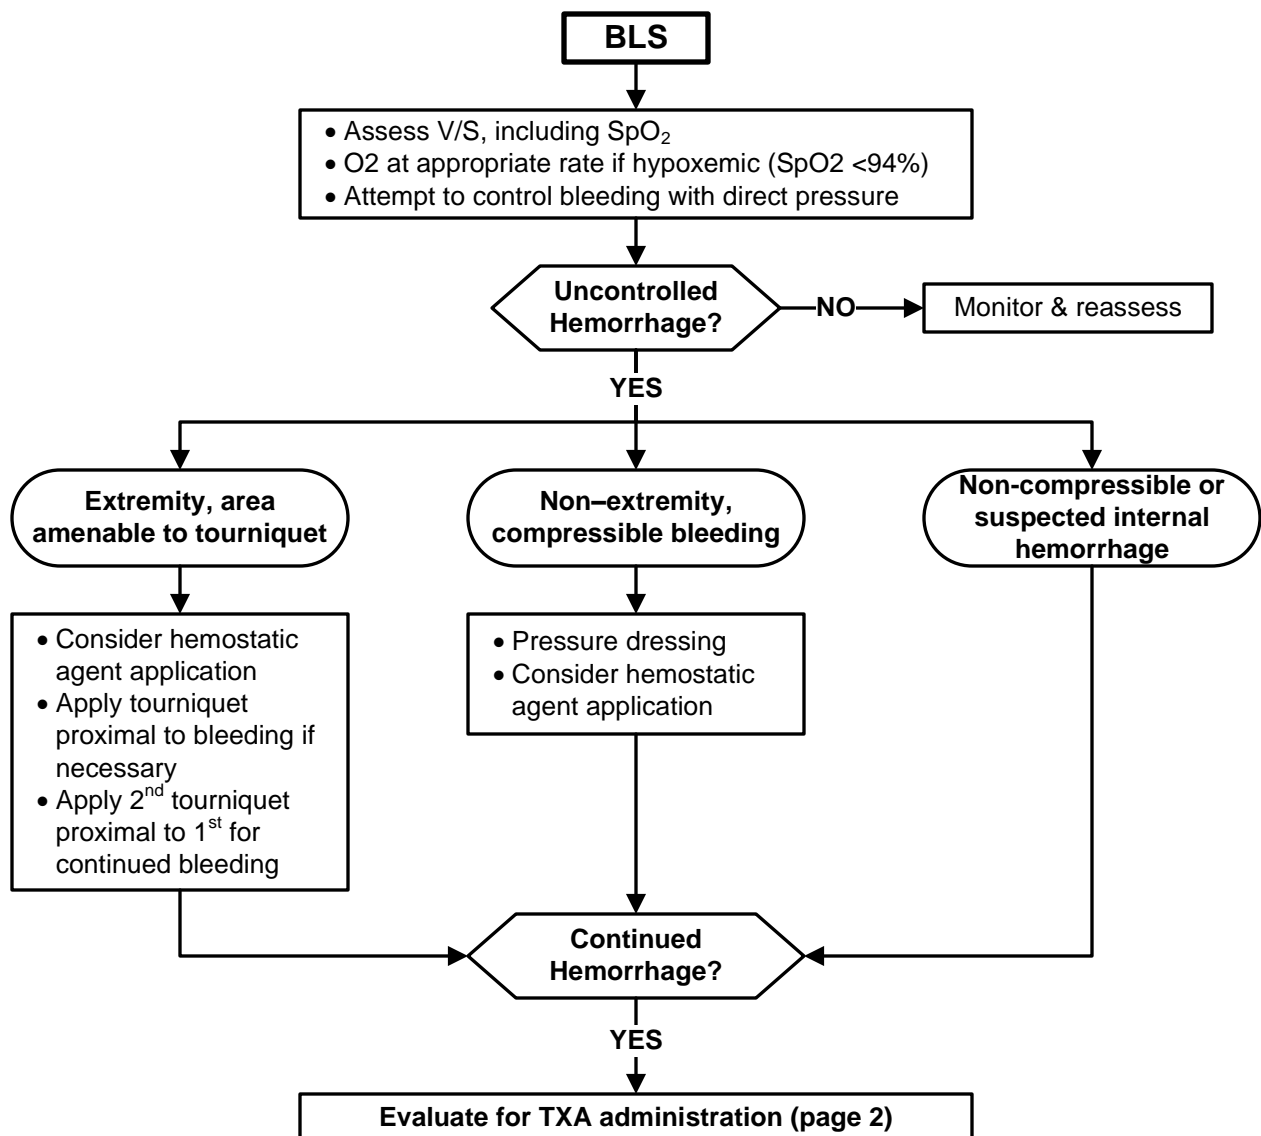 BLS
• Assess V/S, including SpO₂
• O2 at appropriate rate if hypoxemic (SpO2 <94%)
• Attempt to control bleeding with direct pressure
Uncontrolled
Hemorrhage?
NO
Monitor & reassess
YES
Extremity, area
amenable to tourniquet
Non–extremity,
compressible bleeding
Non-compressible or
suspected internal
hemorrhage
• Consider hemostatic
agent application
• Apply tourniquet
proximal to bleeding if
necessary
• Apply 2nd tourniquet
proximal to 1st for
continued bleeding
• Pressure dressing
• Consider hemostatic
agent application
Continued
Hemorrhage?
YES
Evaluate for TXA administration (page 2)